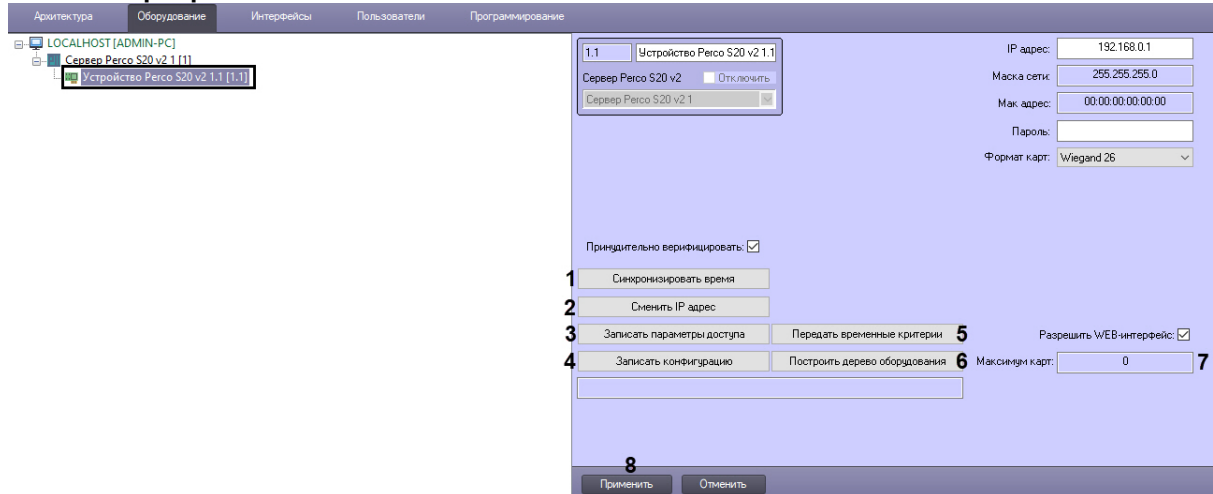 Архитектура Оборудование Интерфейсы Пользователи Программирование
LOCALHOST [ADMIN-PC]
Сервер Perco S20 v2 1 [1]
Устройство Perco S20 v2 1.1 [1.1]
1.1 Устройство Perco S20 v2 1.1
Сервер Perco S20 v2 Отключить
Сервер Perco S20 v2 1
IP адрес: 192.168.0.1
Маска сети: 255.255.255.0
Мак адрес: 00:00:00:00:00:00
Пароль:
Формат карт: Wiegand 26
Принудительно верифицировать:
1 Синхронизировать время
2 Сменить IP адрес
3 Записать параметры доступа Передать временные критерии 5 Разрешить WEB-интерфейс:
4 Записать конфигурацию Построить дерево оборудования 6 Максимум карт: 0 7
8
Применить Отменить